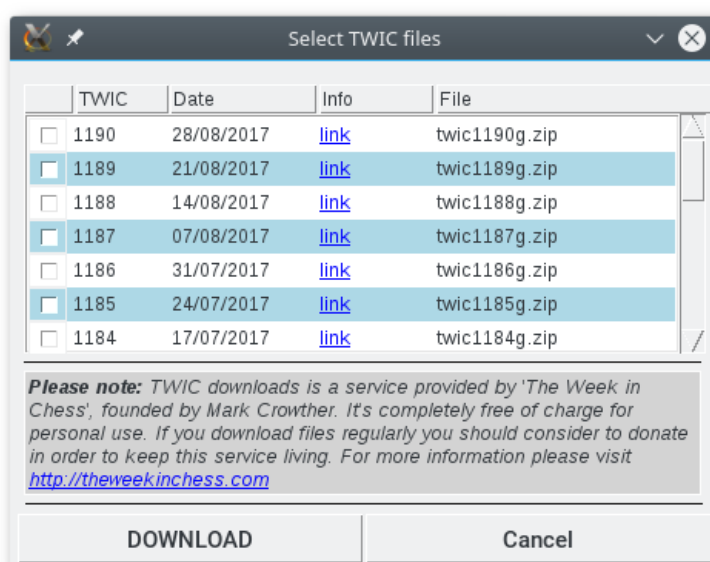 Select TWIC files
TWIC Date Info File
1190 28/08/2017 link twic1190g.zip
1189 21/08/2017 link twic1189g.zip
1188 14/08/2017 link twic1188g.zip
1187 07/08/2017 link twic1187g.zip
1186 31/07/2017 link twic1186g.zip
1185 24/07/2017 link twic1185g.zip
1184 17/07/2017 link twic1184g.zip
Please note: TWIC downloads is a service provided by 'The Week in
Chess', founded by Mark Crowther. It's completely free of charge for
personal use. If you download files regularly you should consider to donate
in order to keep this service living. For more information please visit
http://theweekinchess.com
DOWNLOAD Cancel